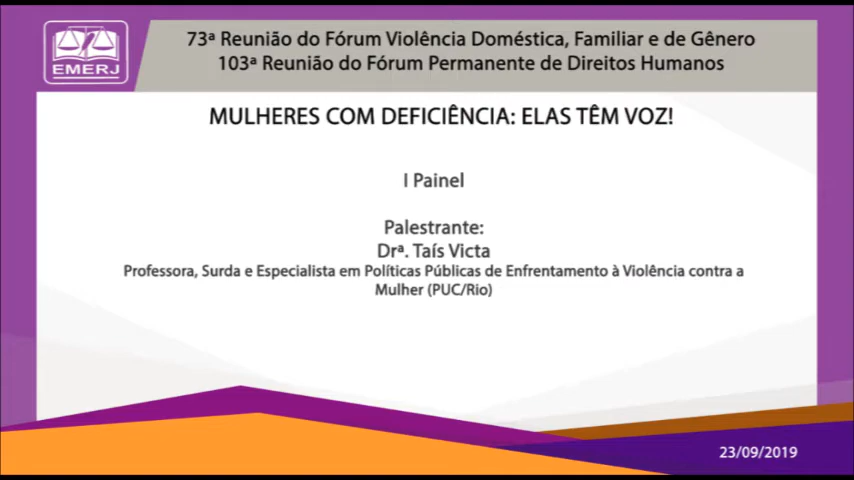 EMERJ
73ª Reunião do Fórum Violência Doméstica, Familiar e de Gênero
103ª Reunião do Fórum Permanente de Direitos Humanos
MULHERES COM DEFICIÊNCIA: ELAS TÊM VOZ!
I Painel
Palestrante:
Drª. Taís Victa
Professora, Surda e Especialista em Políticas Públicas de Enfrentamento à Violência contra a
Mulher (PUC/Rio)
23/09/2019